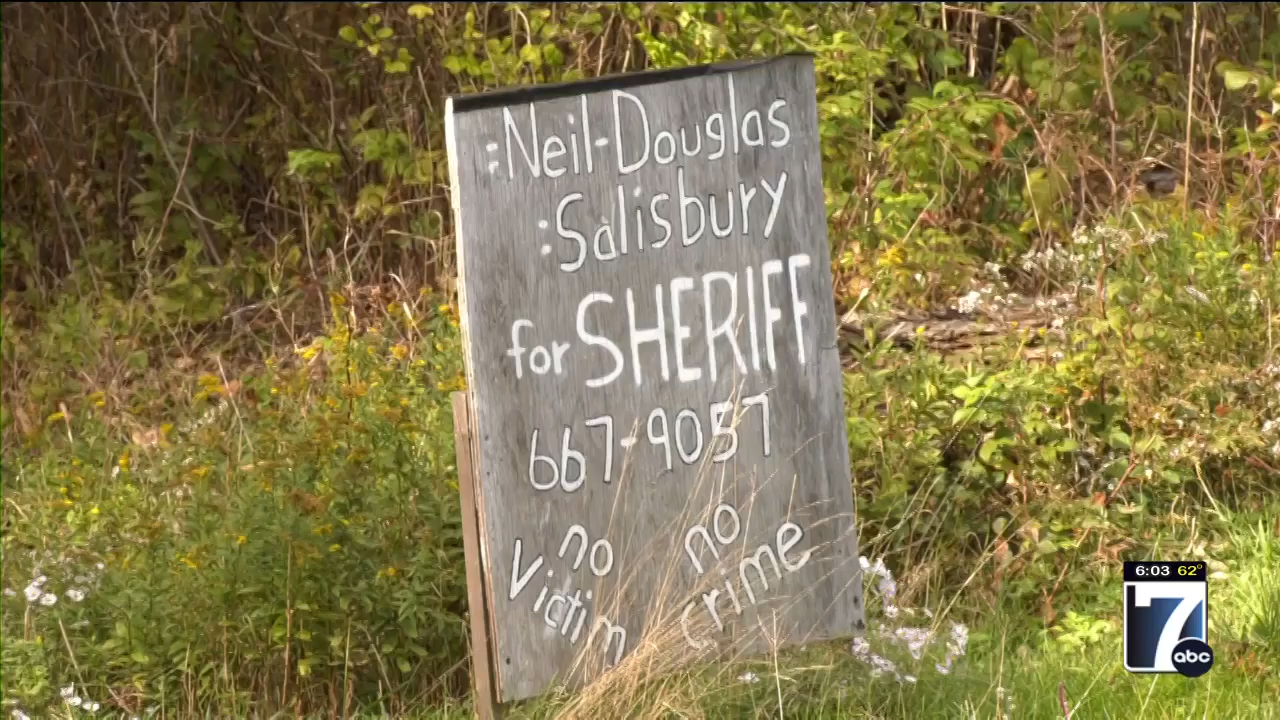 :Neil-Douglas
:Salisbury
for SHERIFF
667-9057
no no
Victim crime
6:03 62°
7
abc